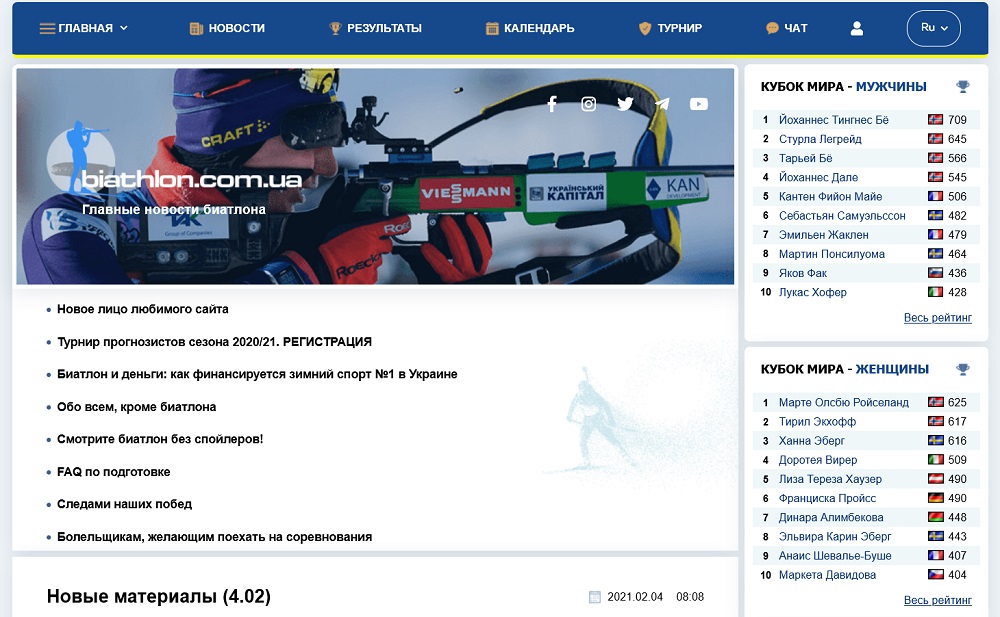 ГЛАВНАЯ
НОВОСТИ
РЕЗУЛЬТАТЫ
КАЛЕНДАРЬ
ТУРНИР
ЧАТ
Ru
CRAFT
biathlon.com.ua
Главные новости биатлона
VIESSMANN
УКРАЇНСЬКИЙ
КАПІТАЛ
KAN
DEVELOPMENT
Group of Companies
Roeckl
Новое лицо любимого сайта
Турнир прогнозистов сезона 2020/21. РЕГИСТРАЦИЯ
Биатлон и деньги: как финансируется зимний спорт №1 в Украине
Обо всем, кроме биатлона
Смотрите биатлон без спойлеров!
FAQ по подготовке
Следами наших побед
Болельщикам, желающим поехать на соревнования
Новые материалы (4.02)
2021.02.04 08:08
КУБОК МИРА - МУЖЧИНЫ
1 Йоханнес Тингнес Бё 709
2 Стурла Легрейд 645
3 Тарьей Бё 566
4 Йоханнес Дале 545
5 Кантен Фийон Майе 506
6 Себастьян Самуэльссон 482
7 Эмильен Жаклен 479
8 Мартин Понсилуома 464
9 Яков Фак 436
10 Лукас Хофер 428
Весь рейтинг
КУБОК МИРА - ЖЕНЩИНЫ
1 Марте Олсбю Ройселанд 625
2 Тирил Экхофф 617
3 Ханна Эберг 616
4 Доротея Вирер 509
5 Лиза Тереза Хаузер 490
6 Франциска Пройсс 490
7 Динара Алимбекова 448
8 Эльвира Карин Эберг 443
9 Анаис Шевалье-Буше 407
10 Маркета Давидова 404
Весь рейтинг